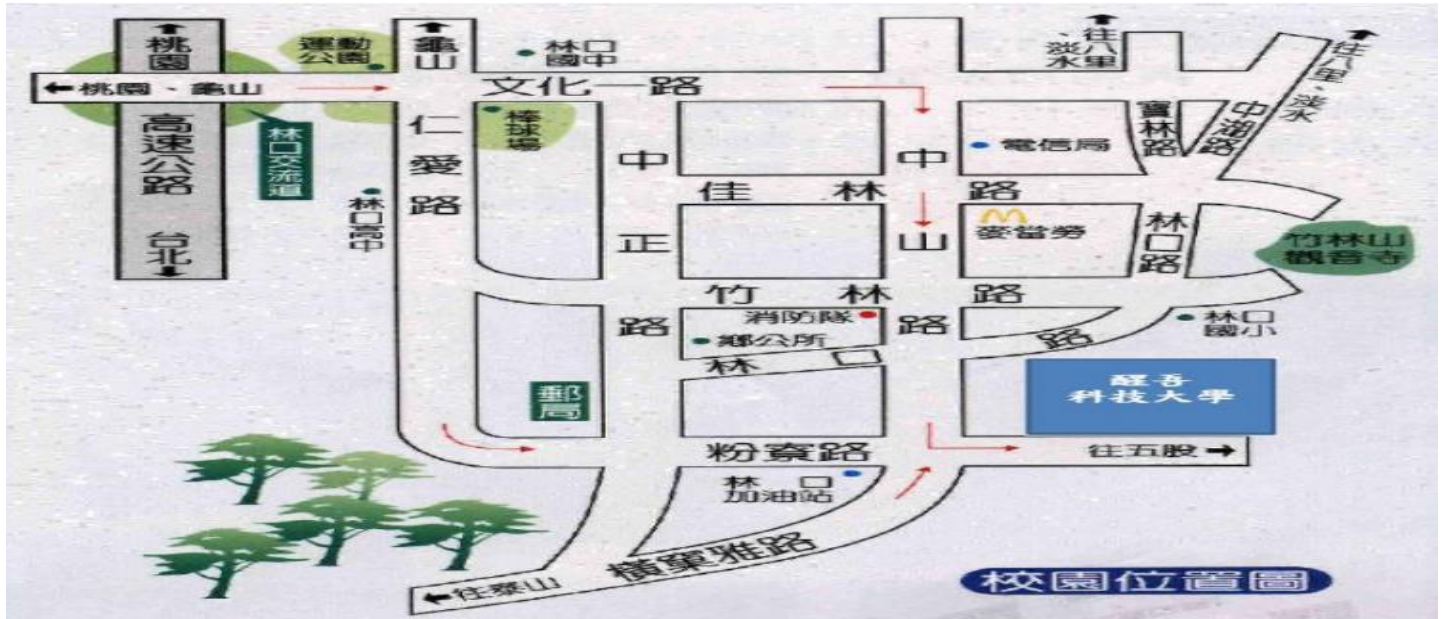 桃園
高速公路
台北
桃園、龜山
林口交流道
運動
公園
龜山
林口
國中
文化一路
棒球場
仁愛路
林口高中
中正路
中山路
往八里、
淡水
往八里、淡水
寶林路
中湖路
電信局
佳林路
麥當勞
林口路
竹林山
觀音寺
竹林路
消防隊
鄉公所
林口路
林口
國小
醒吾
科技大學
郵局
粉寮路
往五股
林口
加油站
橫窠雅路
往泰山
校園位置圖